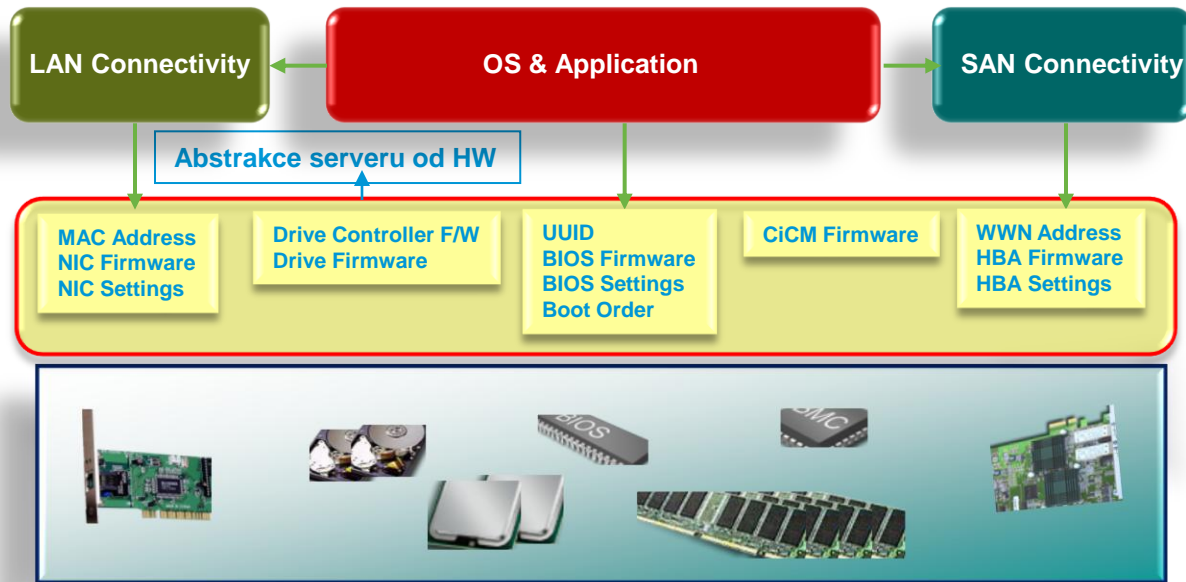 LAN Connectivity
OS & Application
SAN Connectivity
Abstrakce serveru od HW
MAC Address
NIC Firmware
NIC Settings
Drive Controller F/W
Drive Firmware
UUID
BIOS Firmware
BIOS Settings
Boot Order
CiCM Firmware
WWN Address
HBA Firmware
HBA Settings
BIOS
BMC